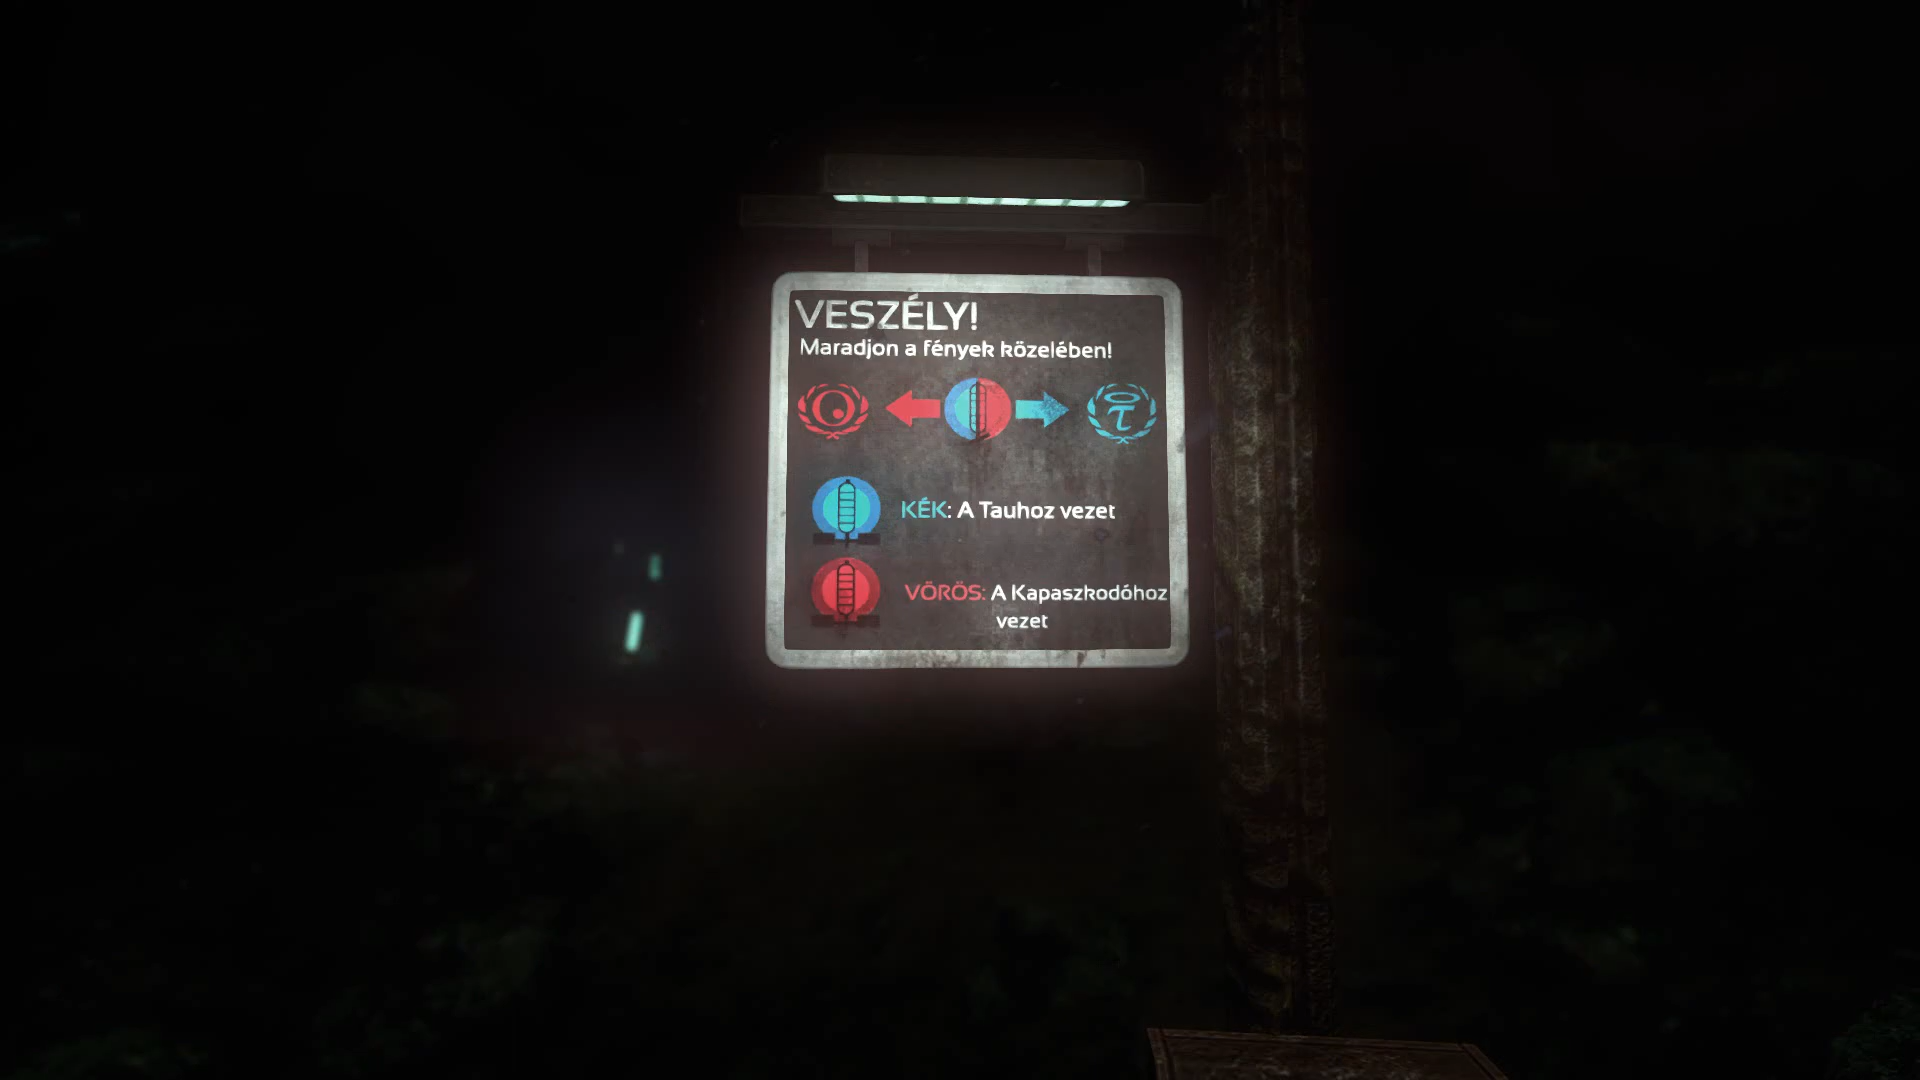 VESZÉLY!
Maradjon a fények közelében!
τ
KÉK: A Tauhoz vezet
VÖRÖS: A Kapaszkodóhoz
vezet